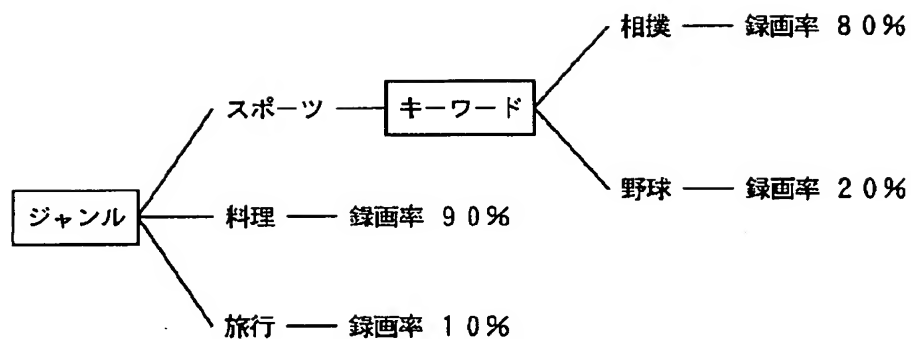 相撲 録画率 80%
スポーツ キーワード
野球 録画率 20%
ジャンル 料理 録画率 90%
旅行 録画率 10%